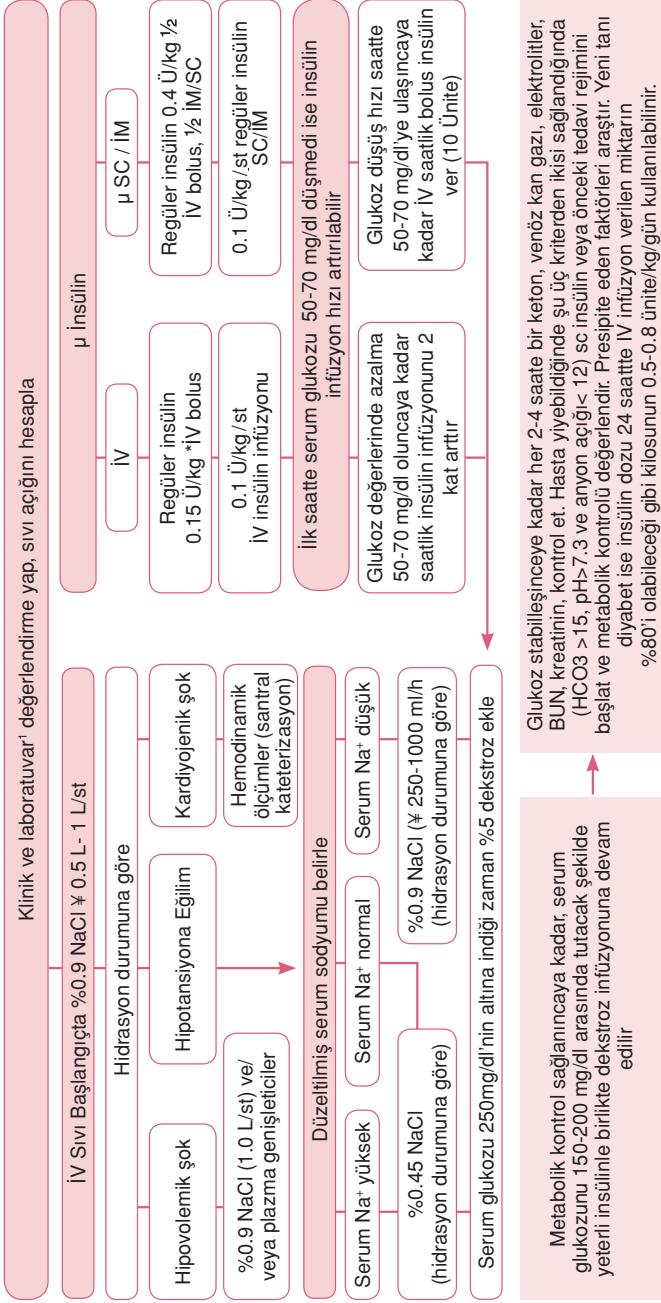 Klinik ve laboratuvar¹ değerlendirme yap, sıvı açığını hesapla
İV Sıvı Başlangıçta %0.9 NaCl ¥ 0.5 L- 1 L/st
Hidrasyon durumuna göre
Hipovolemik şok
%0.9 NaCl (1.0 L/st) ve/
veya plazma genişleticiler
Hipotansiyona Eğilim
Kardiyojenik şok
Hemodinamik
ölçümler (santral
kateterizasyon)
Düzeltilmiş serum sodyumu belirle
Serum Na⁺ yüksek
Serum Na⁺ normal
Serum Na⁺ düşük
%0.45 NaCl
(hidrasyon durumuna göre)
%0.9 NaCl (¥ 250-1000 ml/h
(hidrasyon durumuna göre)
Serum glukozu 250mg/dl'nin altına indiği zaman %5 dekstroz ekle
µ İnsülin
İV
Regüler insülin
0.15 Ü/kg *İV bolus
0.1 Ü/kg/st
İV insülin infüzyonu
µ SC / İM
Regüler insülin 0.4 Ü/kg ½
İV bolus, ½ İM/SC
0.1 Ü/kg/.st regüler insülin
SC/İM
İlk saatte serum glukozu 50-70 mg/dl düşmedi ise insülin
infüzyon hızı artırılabilir
Glukoz değerlerinde azalma
50-70 mg/dl oluncaya kadar
saatlik insülin infüzyonunu 2
kat arttır
Glukoz düşüş hızı saatte
50-70 mg/dl'ye ulaşıncaya
kadar İV saatlik bolus insülin
ver (10 Ünite)
Metabolik kontrol sağlanıncaya kadar, serum
glukozunu 150-200 mg/dl arasında tutacak şekilde
yeterli insülinle birlikte dekstroz infüzyonuna devam
edilir
Glukoz stabilleşinceye kadar her 2-4 saate bir keton, venöz kan gazı, elektrolitler,
BUN, kreatinin, kontrol et. Hasta yiyebildiğinde şu üç kriterden ikisi sağlandığında
(HCO3 >15, pH>7.3 ve anyon açığı< 12) sc insülin veya önceki tedavi rejimini
başlat ve metabolik kontrolü değerlendir. Presipite eden faktörleri araştır. Yeni tanı
diyabet ise insülin dozu 24 saattte IV infüzyon verilen miktarın
%80'i olabileceği gibi kilosunun 0.5-0.8 ünite/kg/gün kullanılabilinir.